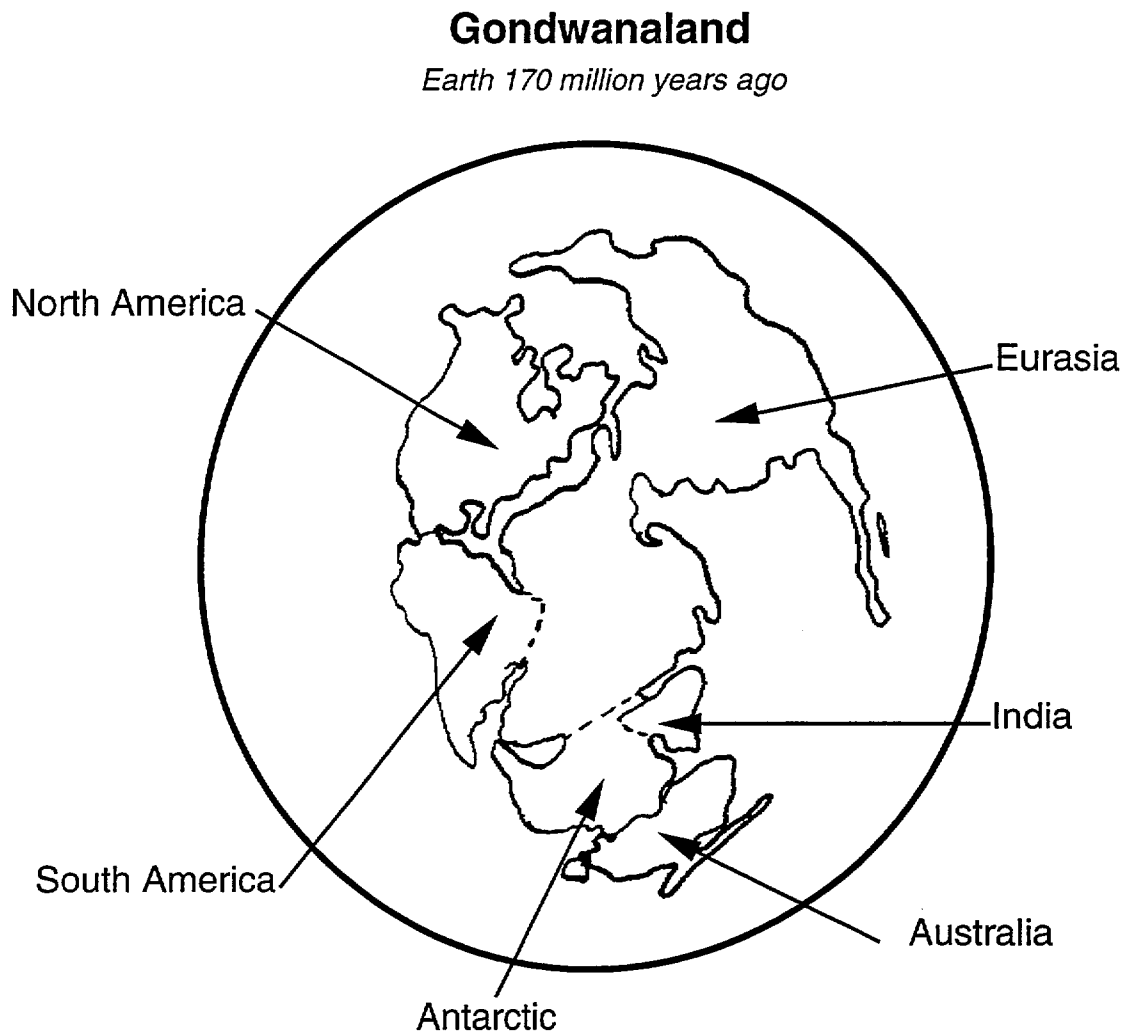 Gondwanaland
Earth 170 million years ago
North America
Eurasia
India
South America
Australia
Antarctic